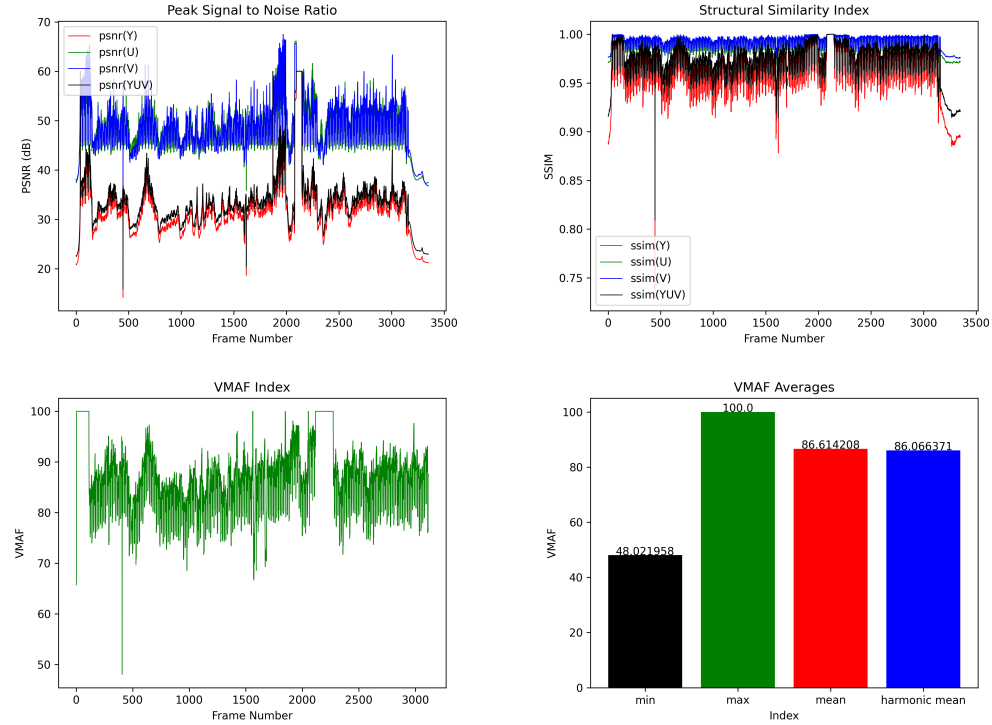 Peak Signal to Noise Ratio
70
60
50
40
30
20
PSNR (dB)
psnr(Y)
psnr(U)
psnr(V)
psnr(YUV)
0 500 1000 1500 2000 2500 3000 3500
Frame Number
Structural Similarity Index
1.00
0.95
0.90
0.85
0.80
0.75
SSIM
ssim(Y)
ssim(U)
ssim(V)
ssim(YUV)
0 500 1000 1500 2000 2500 3000 3500
Frame Number
VMAF Index
100
90
80
70
60
50
VMAF
0 500 1000 1500 2000 2500 3000
Frame Number
VMAF Averages
100
80
60
40
20
0
VMAF
48.021958
100.0
86.614208
86.066371
min max mean harmonic mean
Index